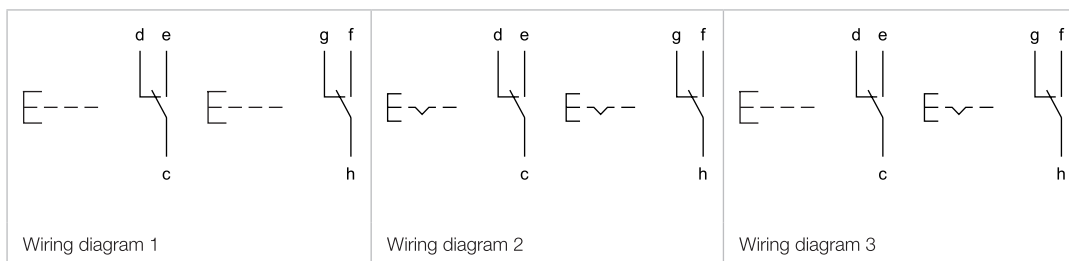 d e g f d e g f d e g f
c h c h c h
Wiring diagram 1 Wiring diagram 2 Wiring diagram 3